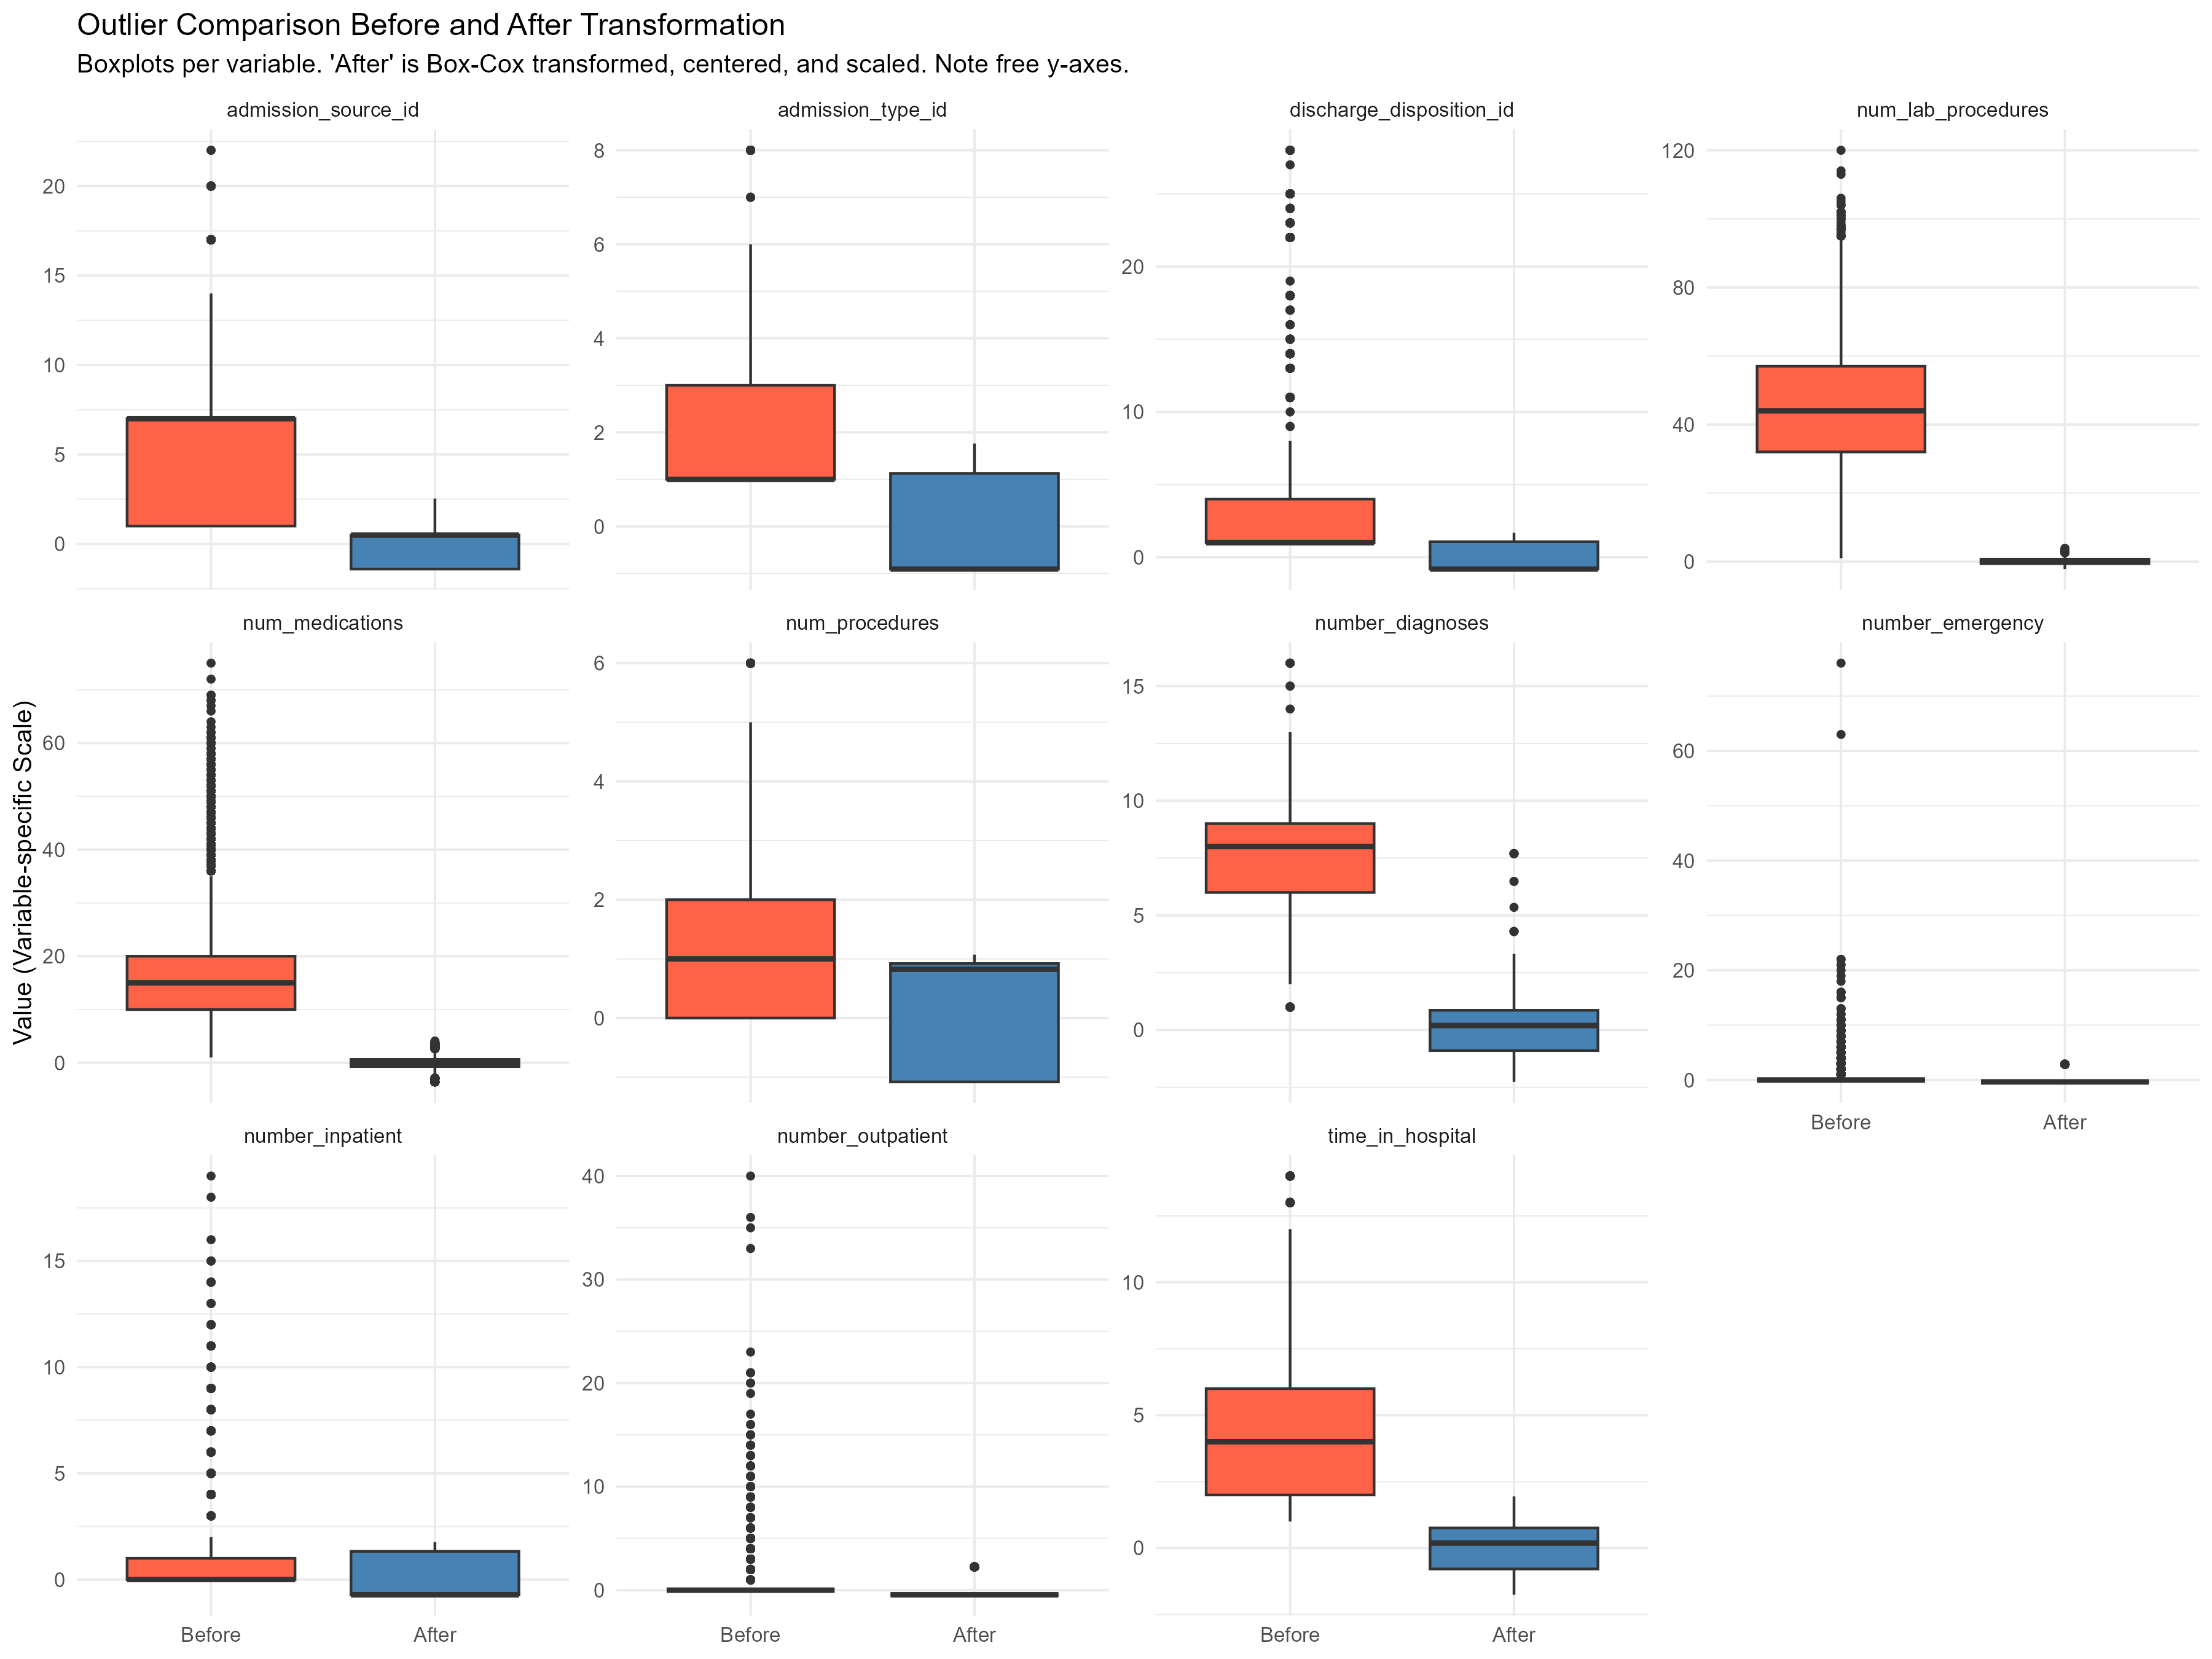 Outlier Comparison Before and After Transformation
Boxplots per variable. 'After' is Box-Cox transformed, centered, and scaled. Note free y-axes.
Value (Variable-specific Scale)
admission_source_id
20
15
10
5
0
admission_type_id
8
6
4
2
0
discharge_disposition_id
20
10
0
num_lab_procedures
120
80
40
0
num_medications
60
40
20
0
num_procedures
6
4
2
0
number_diagnoses
15
10
5
0
number_emergency
60
40
20
0
Before After
number_inpatient
15
10
5
0
Before After
number_outpatient
40
30
20
10
0
Before After
time_in_hospital
10
5
0
Before After